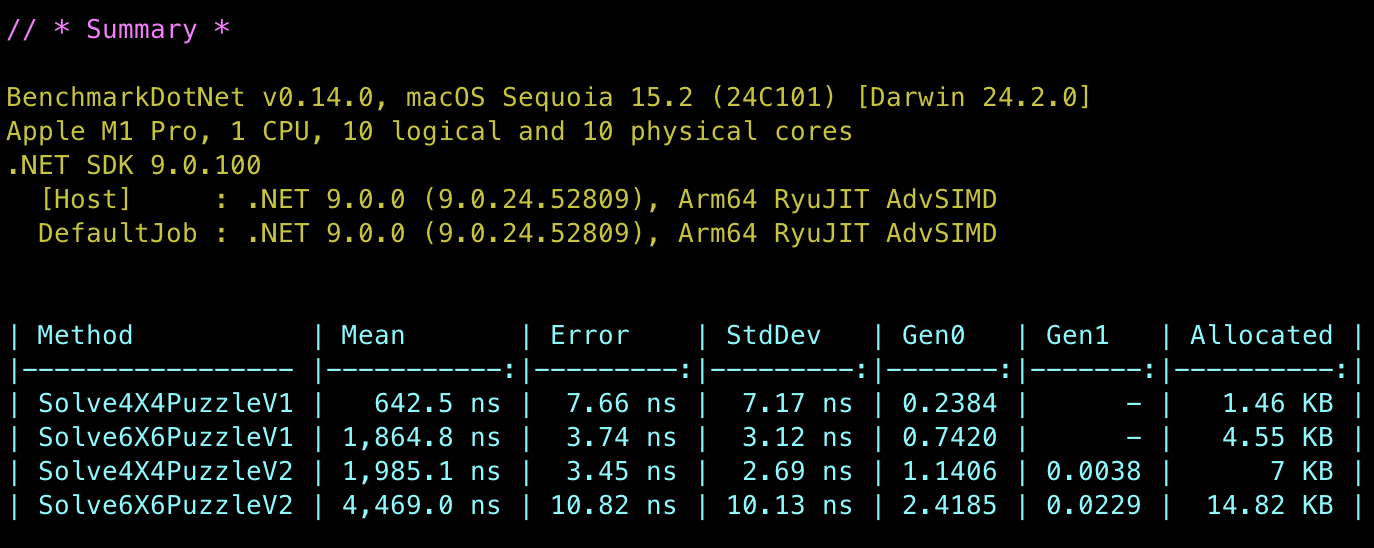 // * Summary *
BenchmarkDotNet v0.14.0, macOS Sequoia 15.2 (24C101) [Darwin 24.2.0]
Apple M1 Pro, 1 CPU, 10 logical and 10 physical cores
.NET SDK 9.0.100
  [Host]     : .NET 9.0.0 (9.0.24.52809), Arm64 RyuJIT AdvSIMD
  DefaultJob : .NET 9.0.0 (9.0.24.52809), Arm64 RyuJIT AdvSIMD
| Method           | Mean       | Error    | StdDev   | Gen0   | Gen1   | Allocated |
|----------------- |-----------:|---------:|---------:|-------:|-------:|----------:|
| Solve4X4PuzzleV1 |   642.5 ns |  7.66 ns |  7.17 ns | 0.2384 |      - |   1.46 KB |
| Solve6X6PuzzleV1 | 1,864.8 ns |  3.74 ns |  3.12 ns | 0.7420 |      - |   4.55 KB |
| Solve4X4PuzzleV2 | 1,985.1 ns |  3.45 ns |  2.69 ns | 1.1406 | 0.0038 |      7 KB |
| Solve6X6PuzzleV2 | 4,469.0 ns | 10.82 ns | 10.13 ns | 2.4185 | 0.0229 |  14.82 KB |